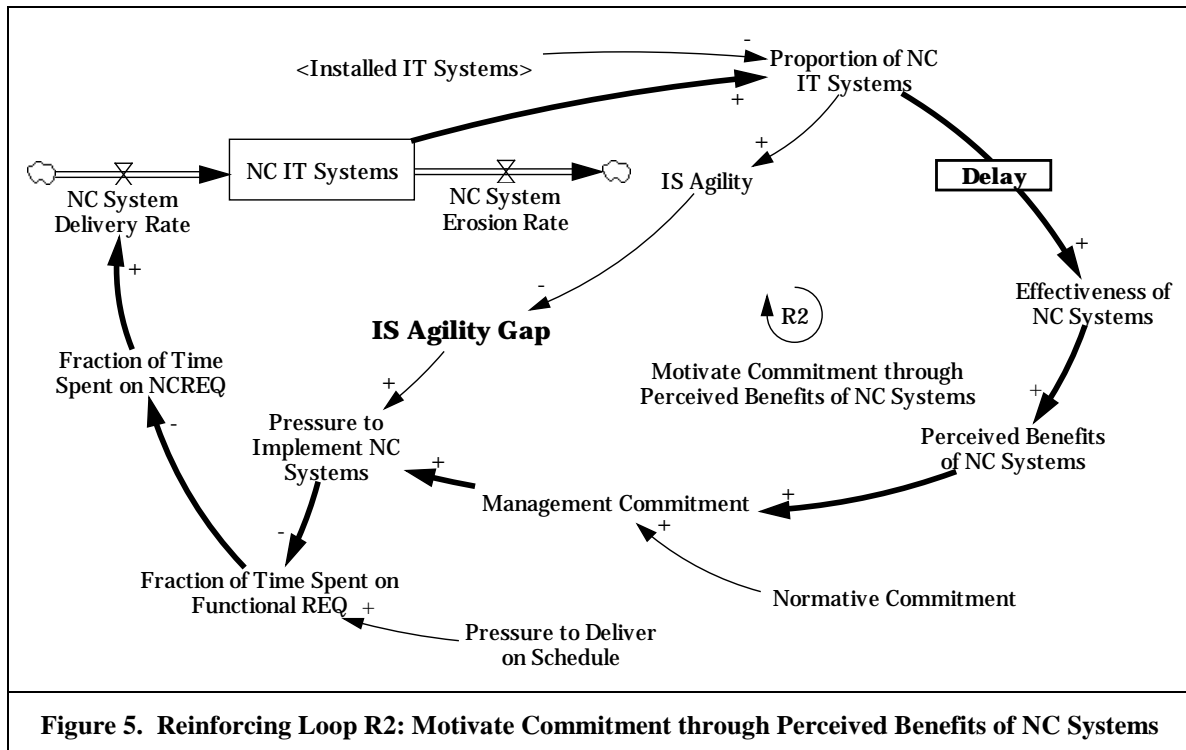 -
Proportion of NC
IT Systems
<Installed IT Systems>
+
+
NC IT Systems
IS Agility
Delay
NC System
Delivery Rate
NC System
Erosion Rate
+
+
-
Effectiveness of
NC Systems
R2
IS Agility Gap
Fraction of Time
Spent on NCREQ
Motivate Commitment through
Perceived Benefits of NC Systems
+
+
-
Pressure to
Implement NC
Systems
Perceived Benefits
of NC Systems
+
+
Management Commitment
-
+
Fraction of Time Spent on
Functional REQ
+
Normative Commitment
Pressure to Deliver
on Schedule
Figure 5. Reinforcing Loop R2: Motivate Commitment through Perceived Benefits of NC Systems